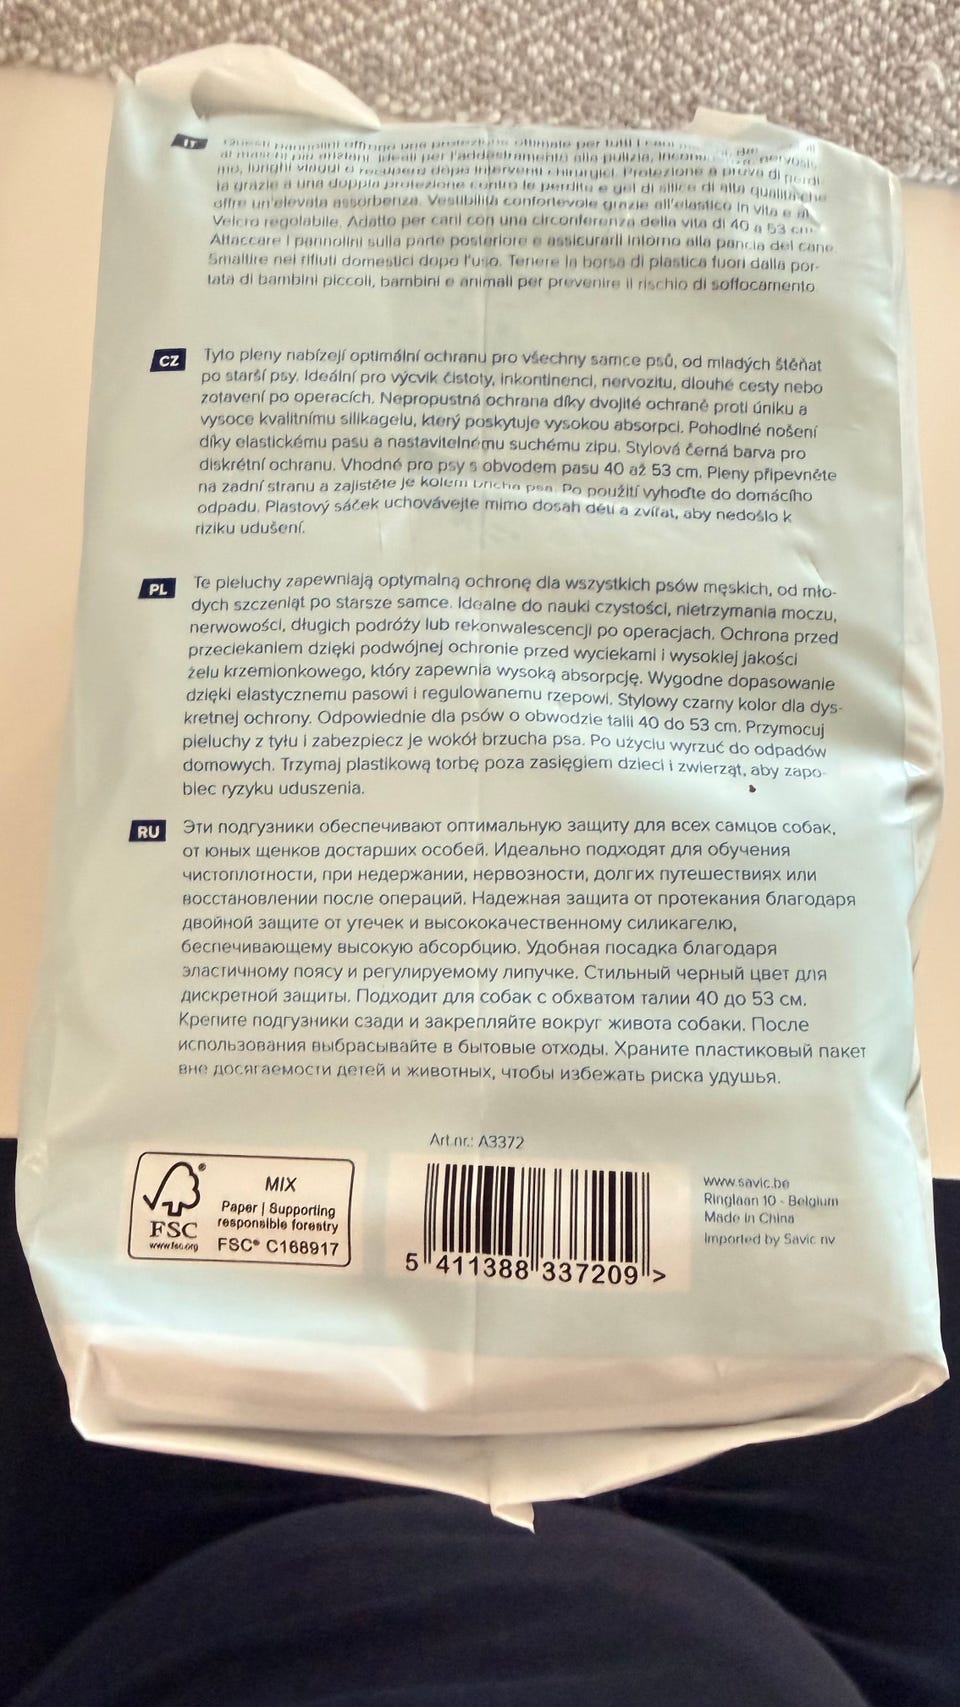 IT
Questi pannolini offrono una protezione ottimale per tutti i cani
di maschi più anziani. Ideali per l'addestramento alla pulizia, nervosis
mo, lunghi viaggi o recupero dopo interventi chirurgici. Protezione a prova di perdi
ta grazie a una doppia protezione contro le perdite e gel di silice di alta qualità che
offre un'elevata assorbenza. Vestibilità confortevole grazie all'elastico in vita e al
Velcro regolabile. Adatto per cani con una circonferenza della vita di 40 a 53 cm.
Attaccare i pannolini sulla parte posteriore e assicurarli intorno alla pancia del cane.
Smaltire nei rifiuti domestici dopo l'uso. Tenere la borsa di plastica fuori dalla por-
tata di bambini piccoli, bambini e animali per prevenire il rischio di soffocamento
CZ
Tyto pleny nabízejí optimální ochranu pro všechny samce psů, od mladých štěňat
po starší psy. Ideální pro výcvik čistoty, inkontinenci, nervozitu, dlouhé cesty nebo
zotavení po operacích. Nepropustná ochrana díky dvojité ochraně proti úniku a
vysoce kvalitnímu silikagelu, který poskytuje vysokou absorpci. Pohodlné nošení
díky elastickému pasu a nastavitelnému suchému zipu. Stylová černá barva pro
diskrétní ochranu. Vhodné pro psy s obvodem pasu 40 až 53 cm. Pleny připevněte
na zadní stranu a zajistěte je kolem břicha psa. Po použití vyhoďte do domácího
odpadu. Plastový sáček uchovávejte mimo dosah dětí a zvířat, aby nedošlo k
riziku udušení.
PL
Te pieluchy zapewniają optymalną ochronę dla wszystkich psów męskich, od mło-
dych szczeniąt po starsze samce. Idealne do nauki czystości, nietrzymania moczu,
nerwowości, długich podróży lub rekonwalescencji po operacjach. Ochrona przed
przeciekaniem dzięki podwójnej ochronie przed wyciekami i wysokiej jakości
żelu krzemionkowego, który zapewnia wysoką absorpcję. Wygodne dopasowanie
dzięki elastycznemu pasowi i regulowanemu rzepowi. Stylowy czarny kolor dla dys-
kretnej ochrony. Odpowiednie dla psów o obwodzie talii 40 do 53 cm. Przymocuj
pieluchy z tyłu i zabezpiecz je wokół brzucha psa. Po użyciu wyrzuć do odpadów
domowych. Trzymaj plastikową torbę poza zasięgiem dzieci i zwierząt, aby zapo-
biec ryzyku uduszenia.
RU
Эти подгузники обеспечивают оптимальную защиту для всех самцов собак,
от юных щенков достарших особей. Идеально подходят для обучения
чистоплотности, при недержании, нервозности, долгих путешествиях или
восстановлении после операций. Надежная защита от протекания благодаря
двойной защите от утечек и высококачественному силикагелю,
беспечивающему высокую абсорбцию. Удобная посадка благодаря
эластичному поясу и регулируемому липучке. Стильный черный цвет для
дискретной защиты. Подходит для собак с обхватом талии 40 до 53 см.
Крепите подгузники сзади и закрепляйте вокруг живота собаки. После
использования выбрасывайте в бытовые отходы. Храните пластиковый пакет
вне досягаемости детей и животных, чтобы избежать риска удушья.
Art.nr.: A3372
FSC
www.fsc.org
MIX
Paper | Supporting
responsible forestry
FSC® C168917
5 411388 337209 >
www.savic.be
Ringlaan 10 - Belgium
Made in China
Imported by Savic nv